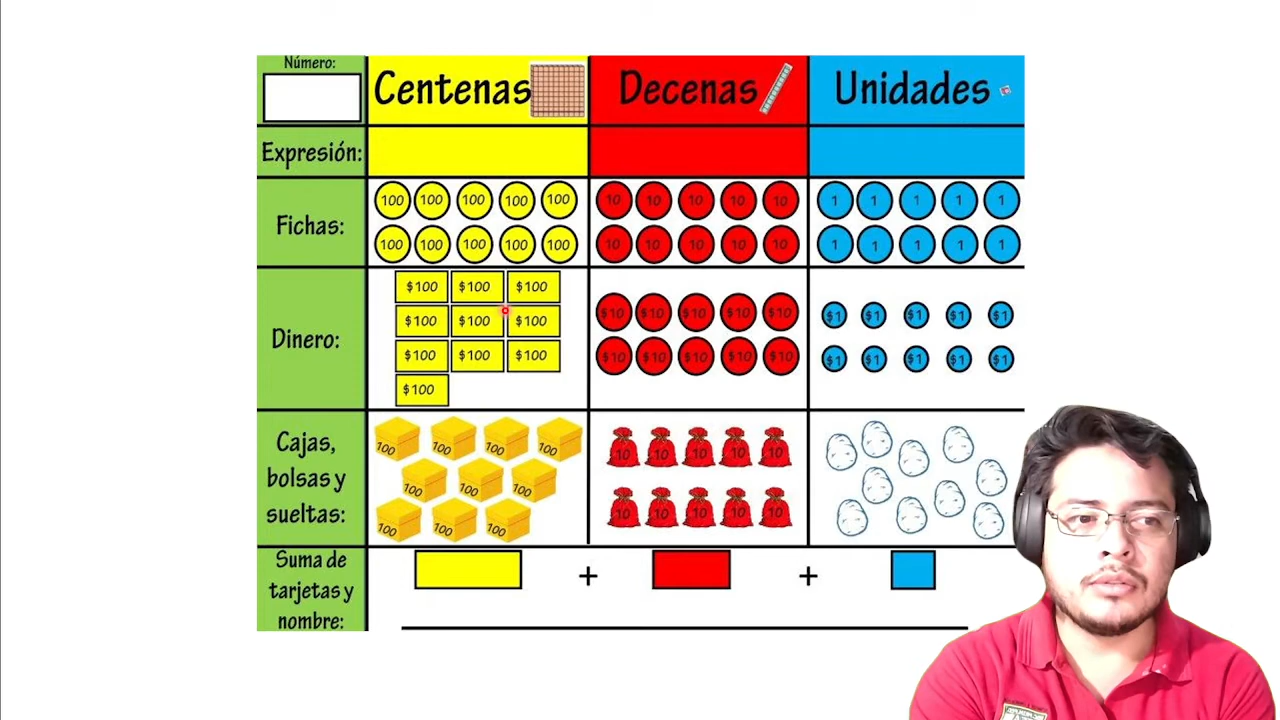 Número:
Centenas Decenas Unidades
Expresión:
Fichas:
100 100 100 100 100 10 10 10 10 10 1 1 1 1 1
100 100 100 100 100 10 10 10 10 10 1 1 1 1 1
Dinero:
$100 $100 $100
$100 $100 $100
$100 $100 $100
$100
$10 $10 $10 $10 $10
$10 $10 $10 $10 $10
$1 $1 $1 $1 $1
$1 $1 $1 $1 $1
Cajas,
bolsas y
sueltas:
100 100 100 100
100 100 100
100 100 100
10 10 10 10 10
10 10 10 10 10
Suma de
tarjetas y
nombre:
+ +